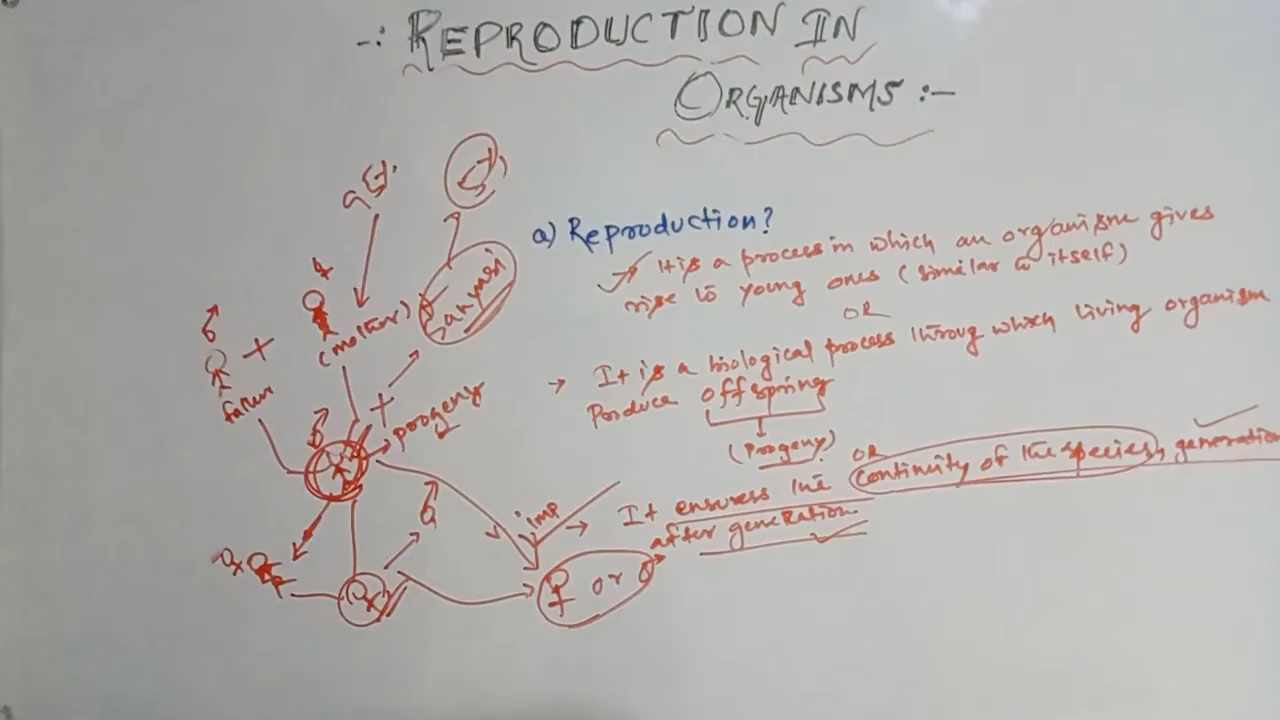 -: REPRODUCTION IN
ORGANISMS :-
a) Reproduction?
→ It is a process in which an organism gives
rise to young ones (similar to itself)
OR
→ It is a biological process throug which living organism
Produce offspring
(Progeny)
OR
imp → It ensures the continuity of the species, generation
after generation.
♀ or ♂
♂
+
father
♀
(mother)
+
progeny
♂
♂